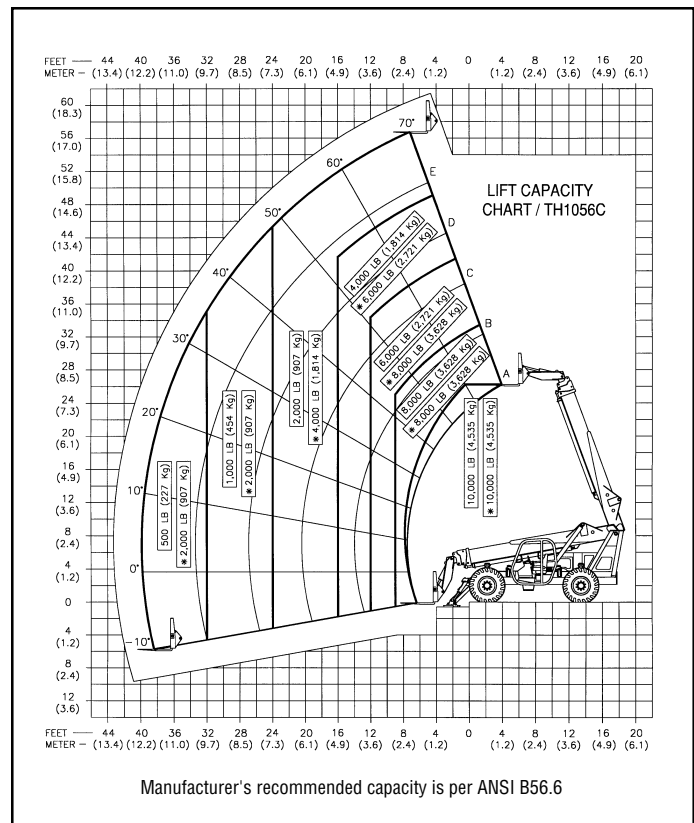 FEET — 44 40 36 32 28 24 20 16 12 8 4 0 4 8 12 16 20
METER – (13.4) (12.2) (11.0) (9.7) (8.5) (7.3) (6.1) (4.9) (3.6) (2.4) (1.2) (1.2) (2.4) (3.6) (4.9) (6.1)
60
(18.3)
56
(17.0)
52
(15.8)
48
(14.6)
44
(13.4)
40
(12.2)
36
(11.0)
32
(9.7)
28
(8.5)
24
(7.3)
20
(6.1)
16
(4.9)
12
(3.6)
8
(2.4)
4
(1.2)
0
4
(1.2)
8
(2.4)
12
(3.6)
70°
60°
50°
40°
30°
20°
10°
0°
-10°
E
D
C
B
A
LIFT CAPACITY
CHART / TH1056C
4,000 LB (1,814 Kg)
* 6,000 LB (2,721 Kg)
6,000 LB (2,721 Kg)
* 8,000 LB (3,628 Kg)
8,000 LB (3,628 Kg)
* 8,000 LB (3,628 Kg)
10,000 LB (4,535 Kg)
* 10,000 LB (4,535 Kg)
2,000 LB (907 Kg)
* 4,000 LB (1,814 Kg)
1,000 LB (454 Kg)
* 2,000 LB (907 Kg)
500 LB (227 Kg)
* 2,000 LB (907 Kg)
FEET — 44 40 36 32 28 24 20 16 12 8 4 0 4 8 12 16 20
METER – (13.4) (12.2) (11.0) (9.7) (8.5) (7.3) (6.1) (4.9) (3.6) (2.4) (1.2) (1.2) (2.4) (3.6) (4.9) (6.1)
Manufacturer's recommended capacity is per ANSI B56.6